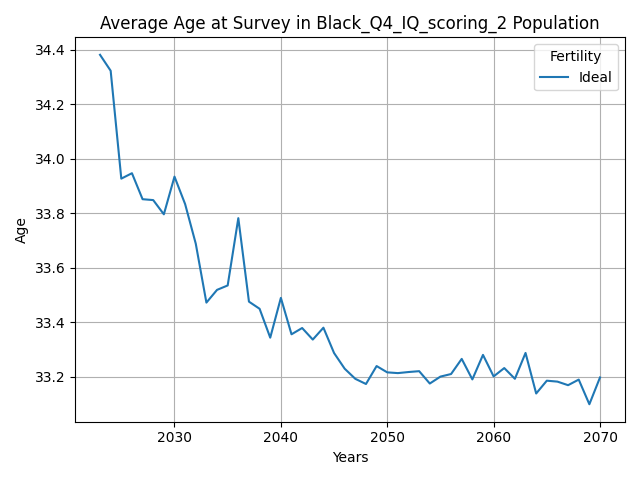 Average Age at Survey in Black_Q4_IQ_scoring_2 Population
Fertility
Ideal
34.4
34.2
34.0
33.8
33.6
33.4
33.2
Age
2030 2040 2050 2060 2070
Years